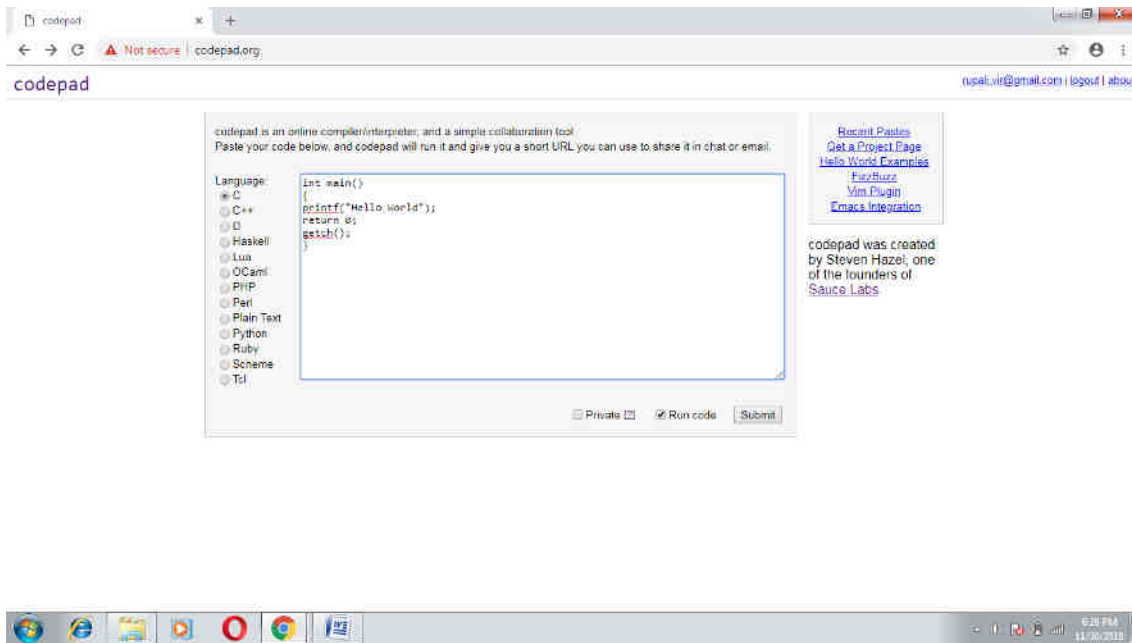 codepad
Not secure | codepad.org
codepad
rupali.vir@gmail.com | logout | abou
codepad is an online compiler/interpreter, and a simple collaboration tool.
Paste your code below, and codepad will run it and give you a short URL you can use to share it in chat or email.
Language:
C
C++
D
Haskell
Lua
OCaml
PHP
Perl
Plain Text
Python
Ruby
Scheme
Tcl
int main()
{
printf("Hello World");
return 0;
getch();
}
Private [?]
Run code
Submit
Recent Pastes
Get a Project Page
Hello World Examples
FizzBuzz
Vim Plugin
Emacs Integration
codepad was created
by Steven Hazel, one
of the founders of
Sauce Labs.
6:28 PM